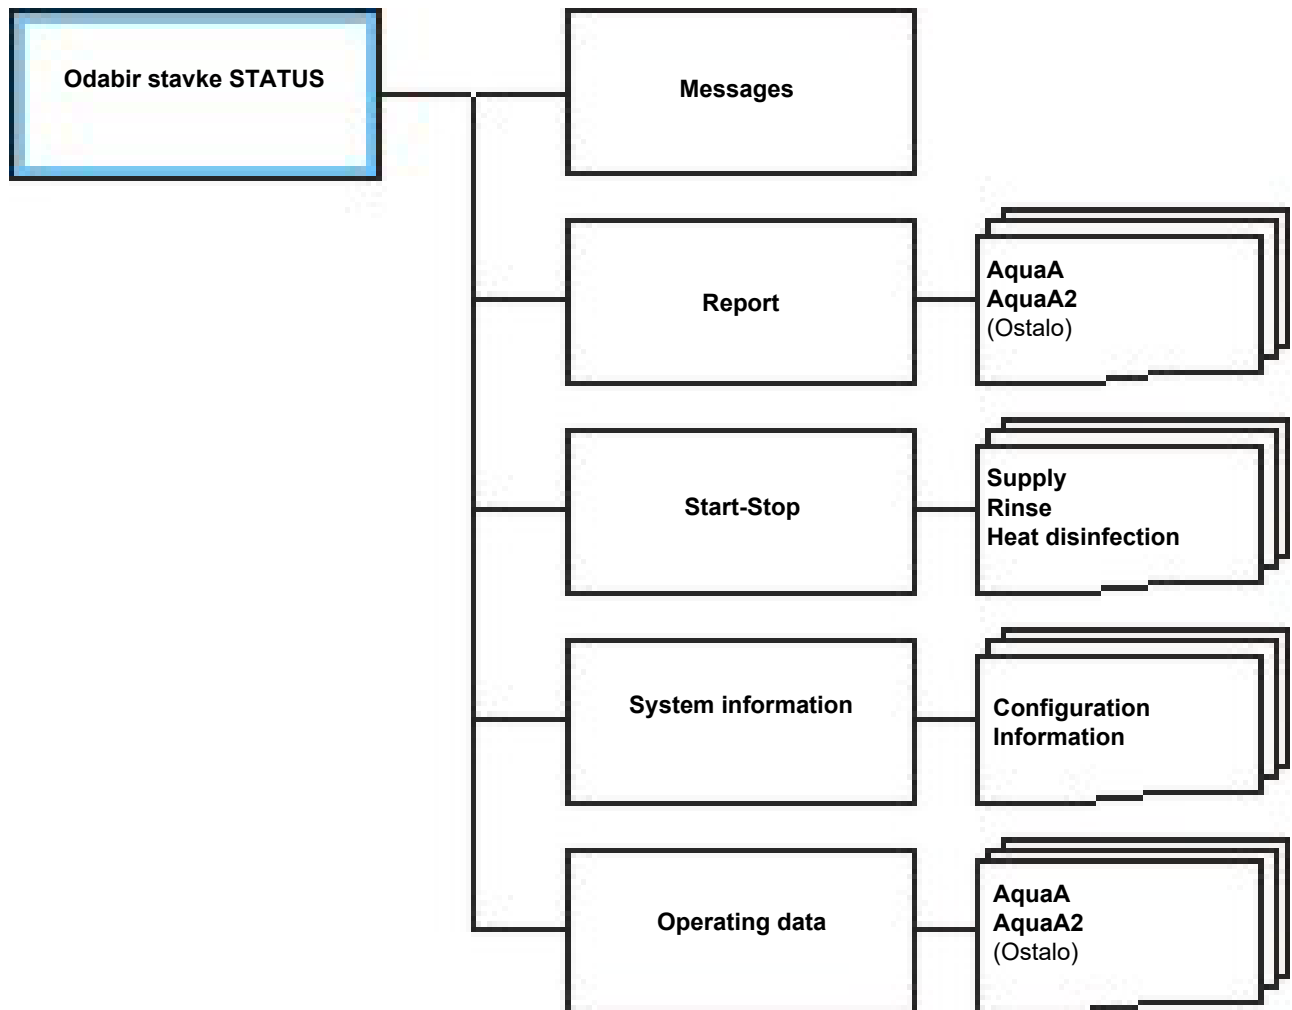 Odabir stavke STATUS
Messages
Report
AquaA
AquaA2
(Ostalo)
Start-Stop
Supply
Rinse
Heat disinfection
System information
Configuration
Information
Operating data
AquaA
AquaA2
(Ostalo)